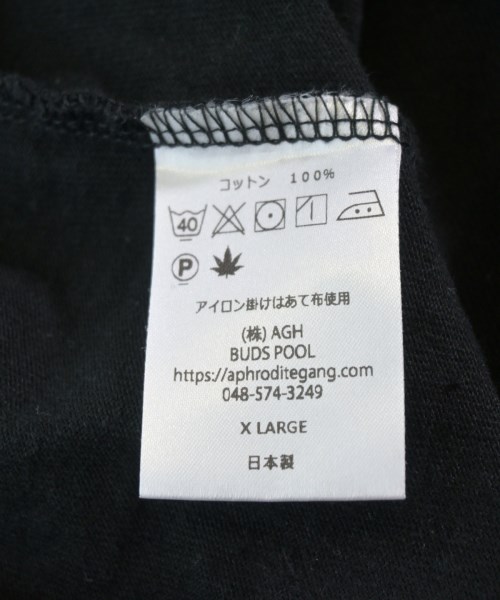 コットン 100%
40
P
アイロン掛けはあて布使用
(株) AGH
BUDS POOL
https://aphroditegang.com
048-574-3249
X LARGE
日本製